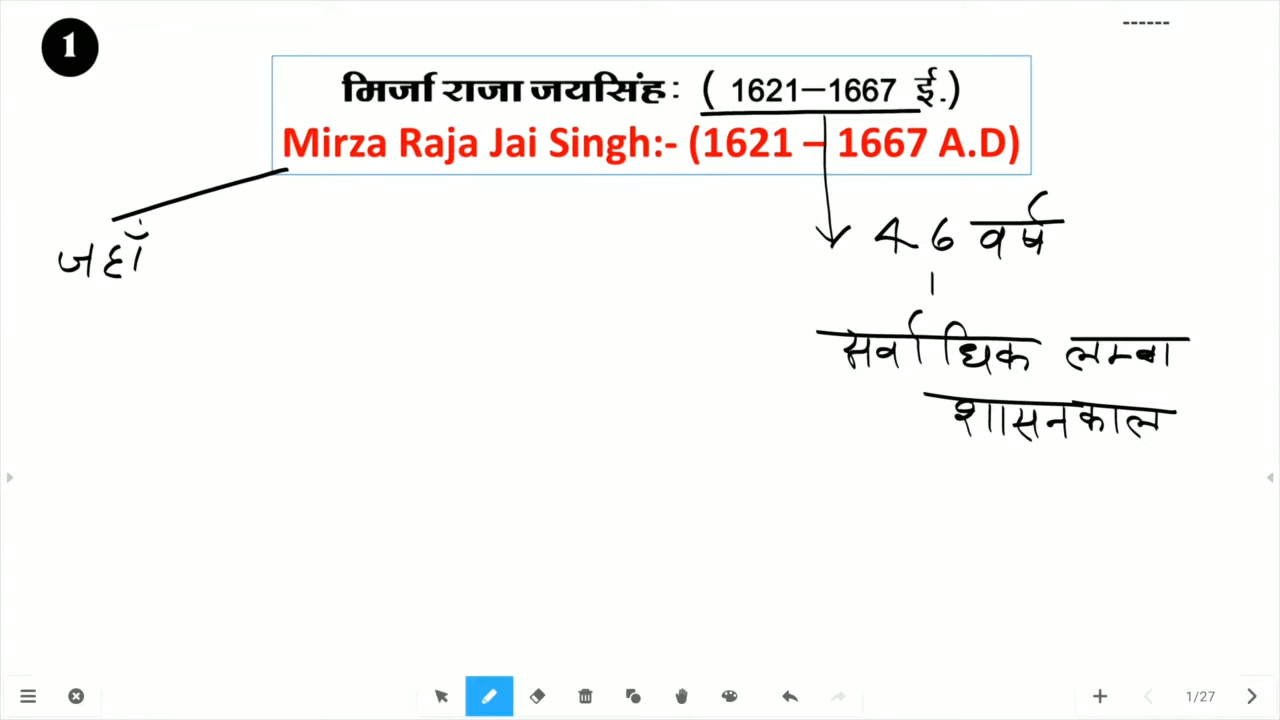 1
------
मिर्जा राजा जयसिंह: ( 1621–1667 ई.)
Mirza Raja Jai Singh:- (1621 – 1667 A.D)
जहाँ
46 वर्ष
सर्वाधिक लम्बा
शासनकाल
1/27